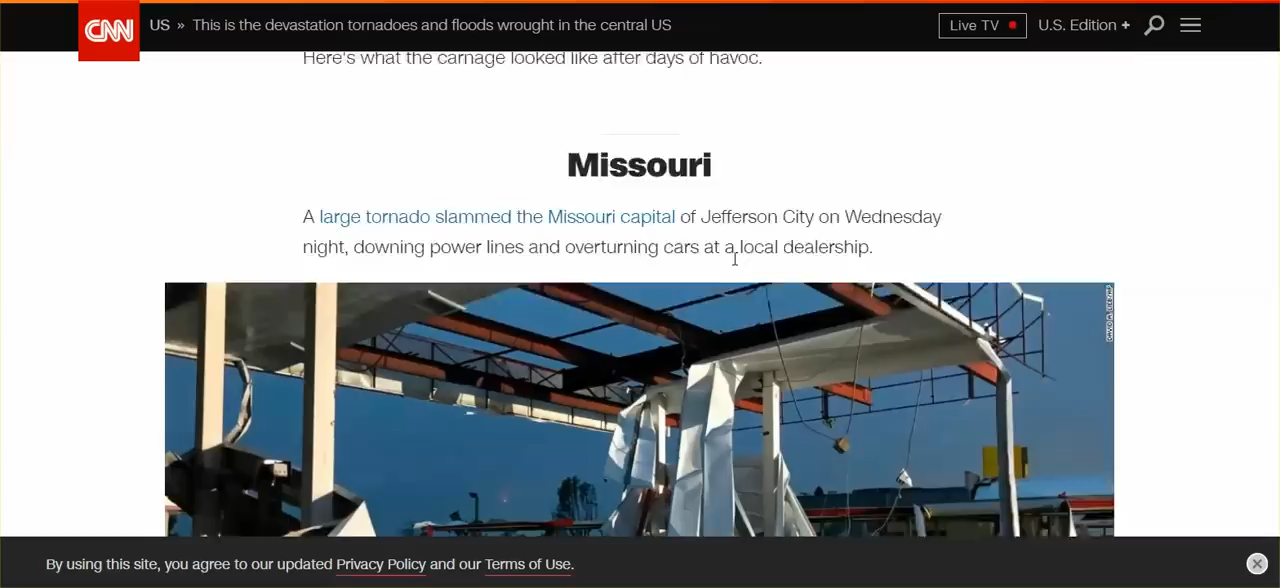 CNN US » This is the devastation tornadoes and floods wrought in the central US Live TV U.S. Edition +
Here's what the carnage looked like after days of havoc.
Missouri
A large tornado slammed the Missouri capital of Jefferson City on Wednesday
night, downing power lines and overturning cars at a local dealership.
By using this site, you agree to our updated Privacy Policy and our Terms of Use.